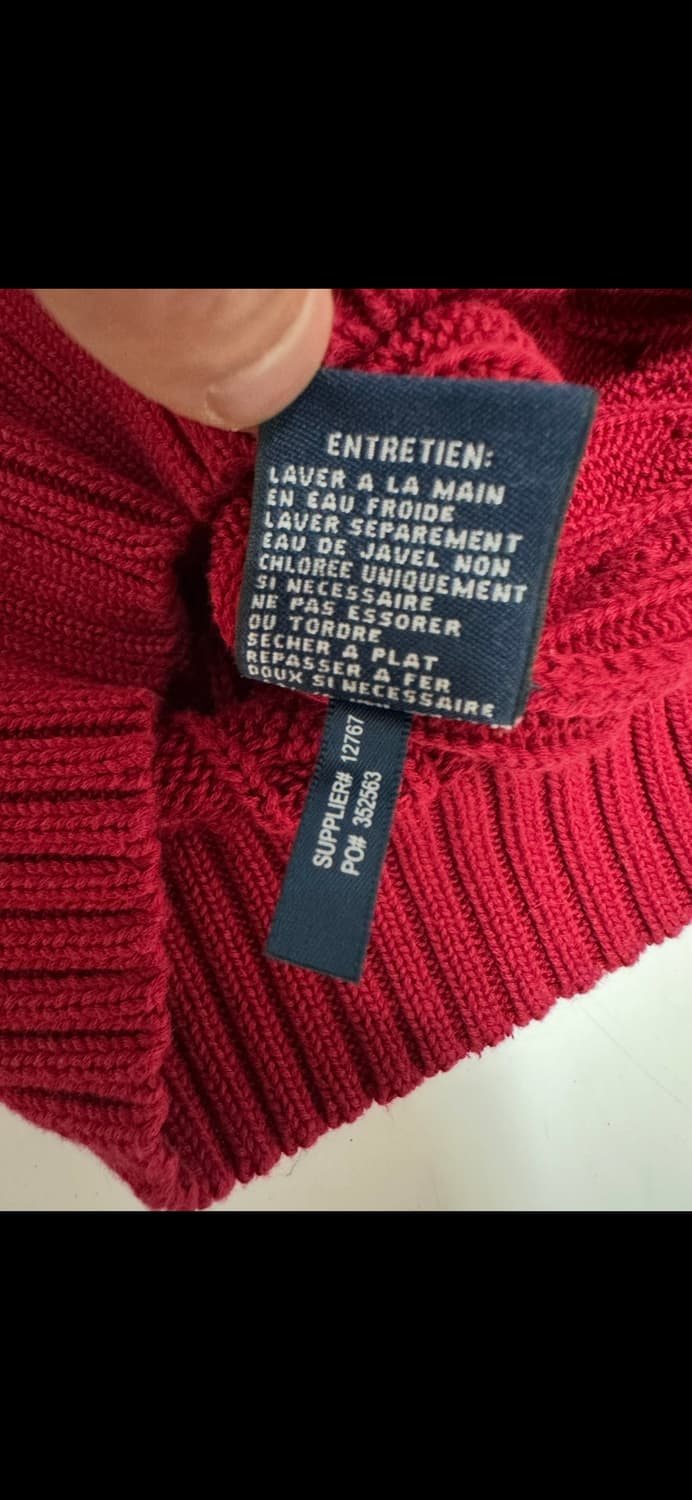 ENTRETIEN:
LAVER A LA MAIN
EN EAU FROIDE
LAVER SEPAREMENT
EAU DE JAVEL NON
CHLOREE UNIQUEMENT
SI NECESSAIRE
NE PAS ESSORER
OU TORDRE
SECHER A PLAT
REPASSER A FER
DOUX SI NECESSAIRE
SUPPLIER# 12767
PO# 352563